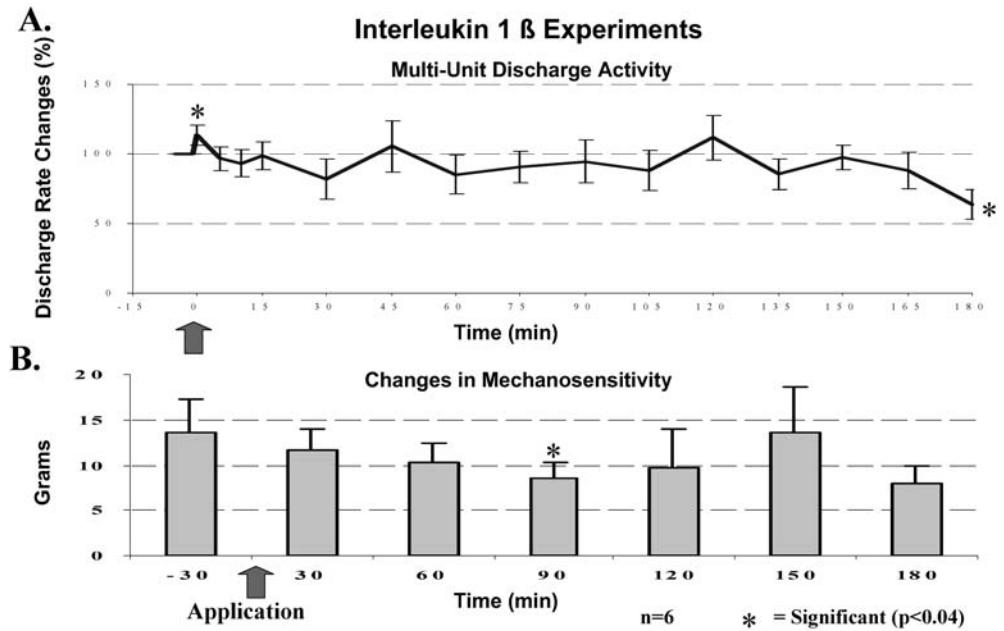 A.
Interleukin 1 ß Experiments
Multi-Unit Discharge Activity
Discharge Rate Changes (%)
150
100
50
0
-15 0 15 30 45 60 75 90 105 120 135 150 165 180
*
*
Time (min)
B.
Changes in Mechanosensitivity
Grams
20
15
10
5
0
*
-30 30 60 90 120 150 180
Application
Time (min)
n=6
* = Significant (p<0.04)